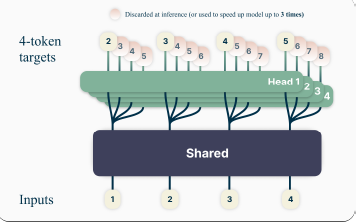 Discarded at inference (or used to speed up model up to 3 times)
4-token
targets
2 3 4 5 3 4 5 6 4 5 6 7 5 6 7 8
Head 1 2 3 4
Shared
Inputs 1 2 3 4